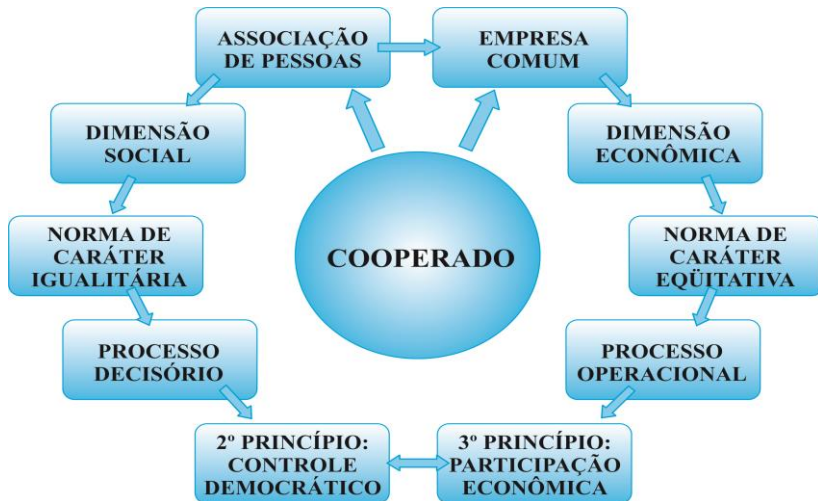 ASSOCIAÇÃO
DE PESSOAS
EMPRESA
COMUM
DIMENSÃO
SOCIAL
DIMENSÃO
ECONÔMICA
NORMA DE
CARÁTER
IGUALITÁRIA
COOPERADO
NORMA DE
CARÁTER
EQÜITATIVA
PROCESSO
DECISÓRIO
PROCESSO
OPERACIONAL
2º PRINCÍPIO:
CONTROLE
DEMOCRÁTICO
3º PRINCÍPIO:
PARTICIPAÇÃO
ECONÔMICA